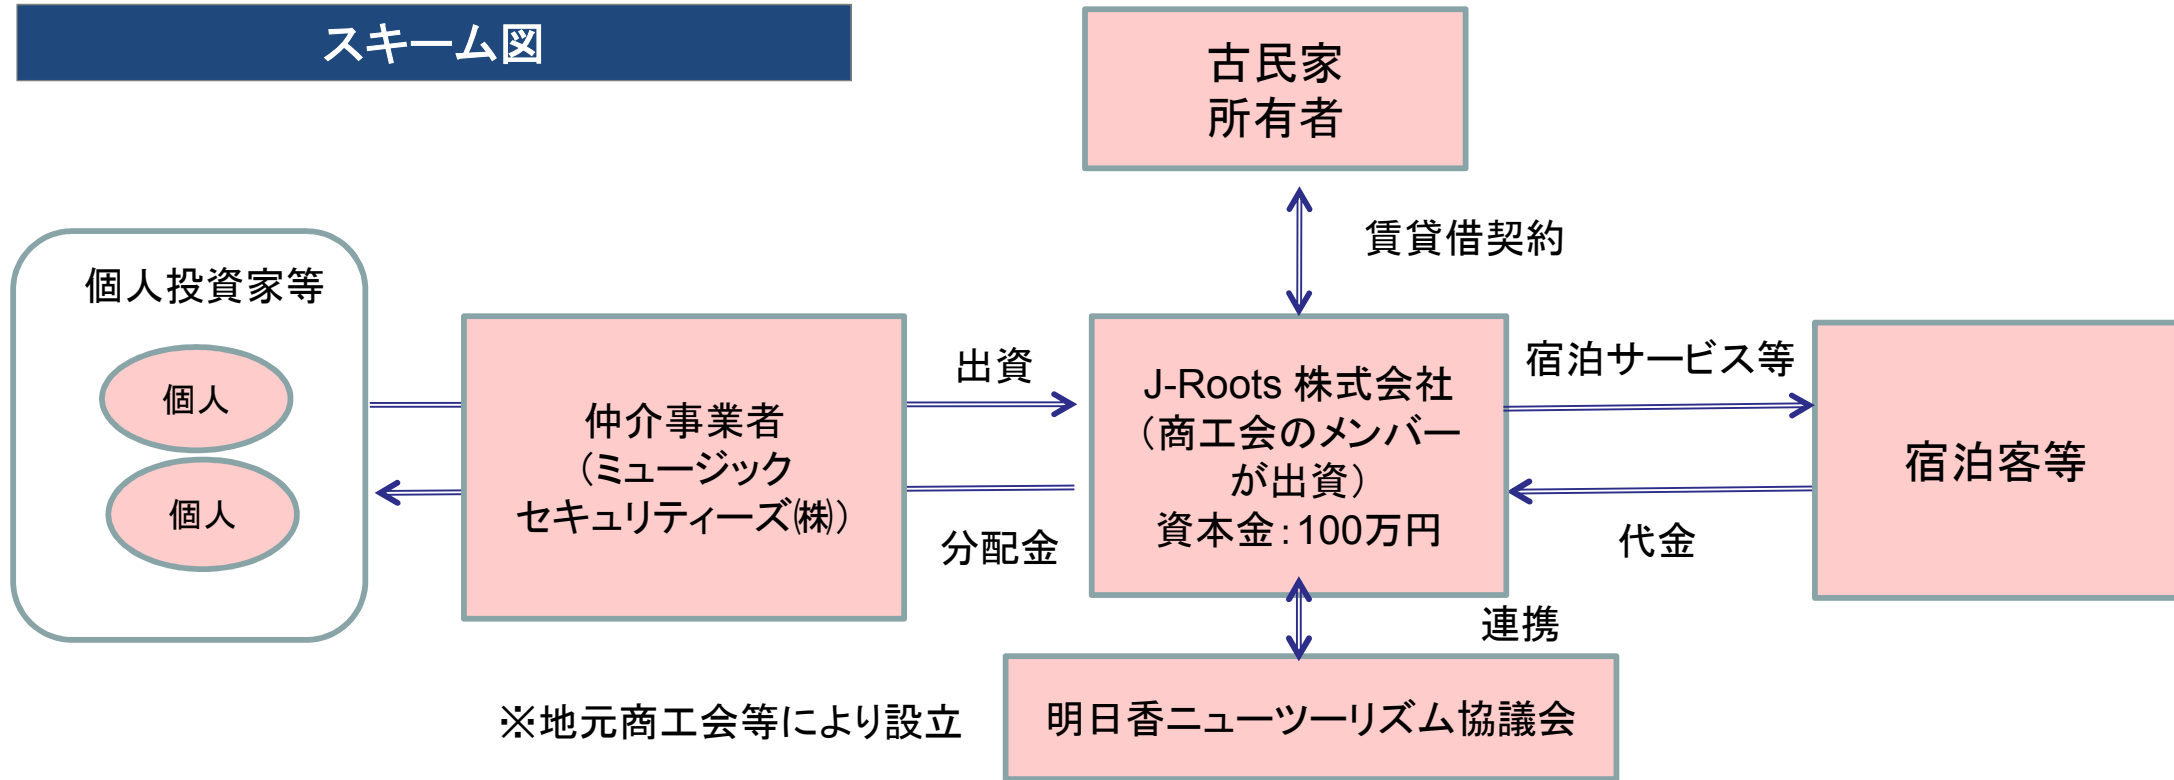 スキーム図
古民家
所有者
賃貸借契約
個人投資家等
個人
個人
仲介事業者
（ミュージック
セキュリティーズ㈱）
出資
分配金
J-Roots 株式会社
（商工会のメンバー
が出資）
資本金：100万円
宿泊サービス等
代金
宿泊客等
連携
※地元商工会等により設立
明日香ニューツーリズム協議会